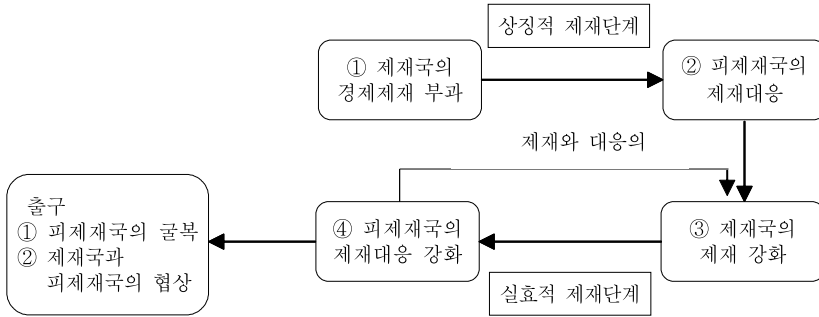 상징적 제재단계
① 제재국의
경제제재 부과
② 피제재국의
제재대응
제재와 대응의
출구
① 피제재국의 굴복
② 제재국과
피제재국의 협상
④ 피제재국의
제재대응 강화
③ 제재국의
제재 강화
실효적 제재단계